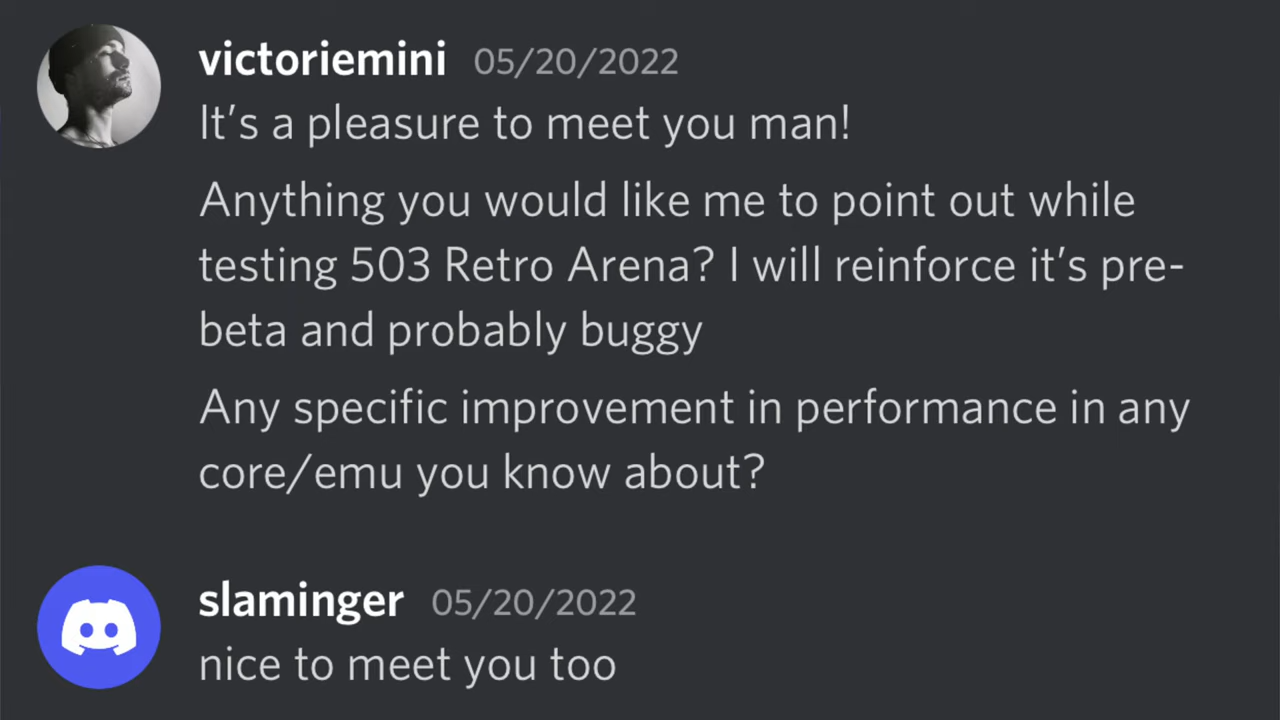 victoriemini 05/20/2022
It’s a pleasure to meet you man!
Anything you would like me to point out while
testing 503 Retro Arena? I will reinforce it’s pre-
beta and probably buggy
Any specific improvement in performance in any
core/emu you know about?
slaminger 05/20/2022
nice to meet you too